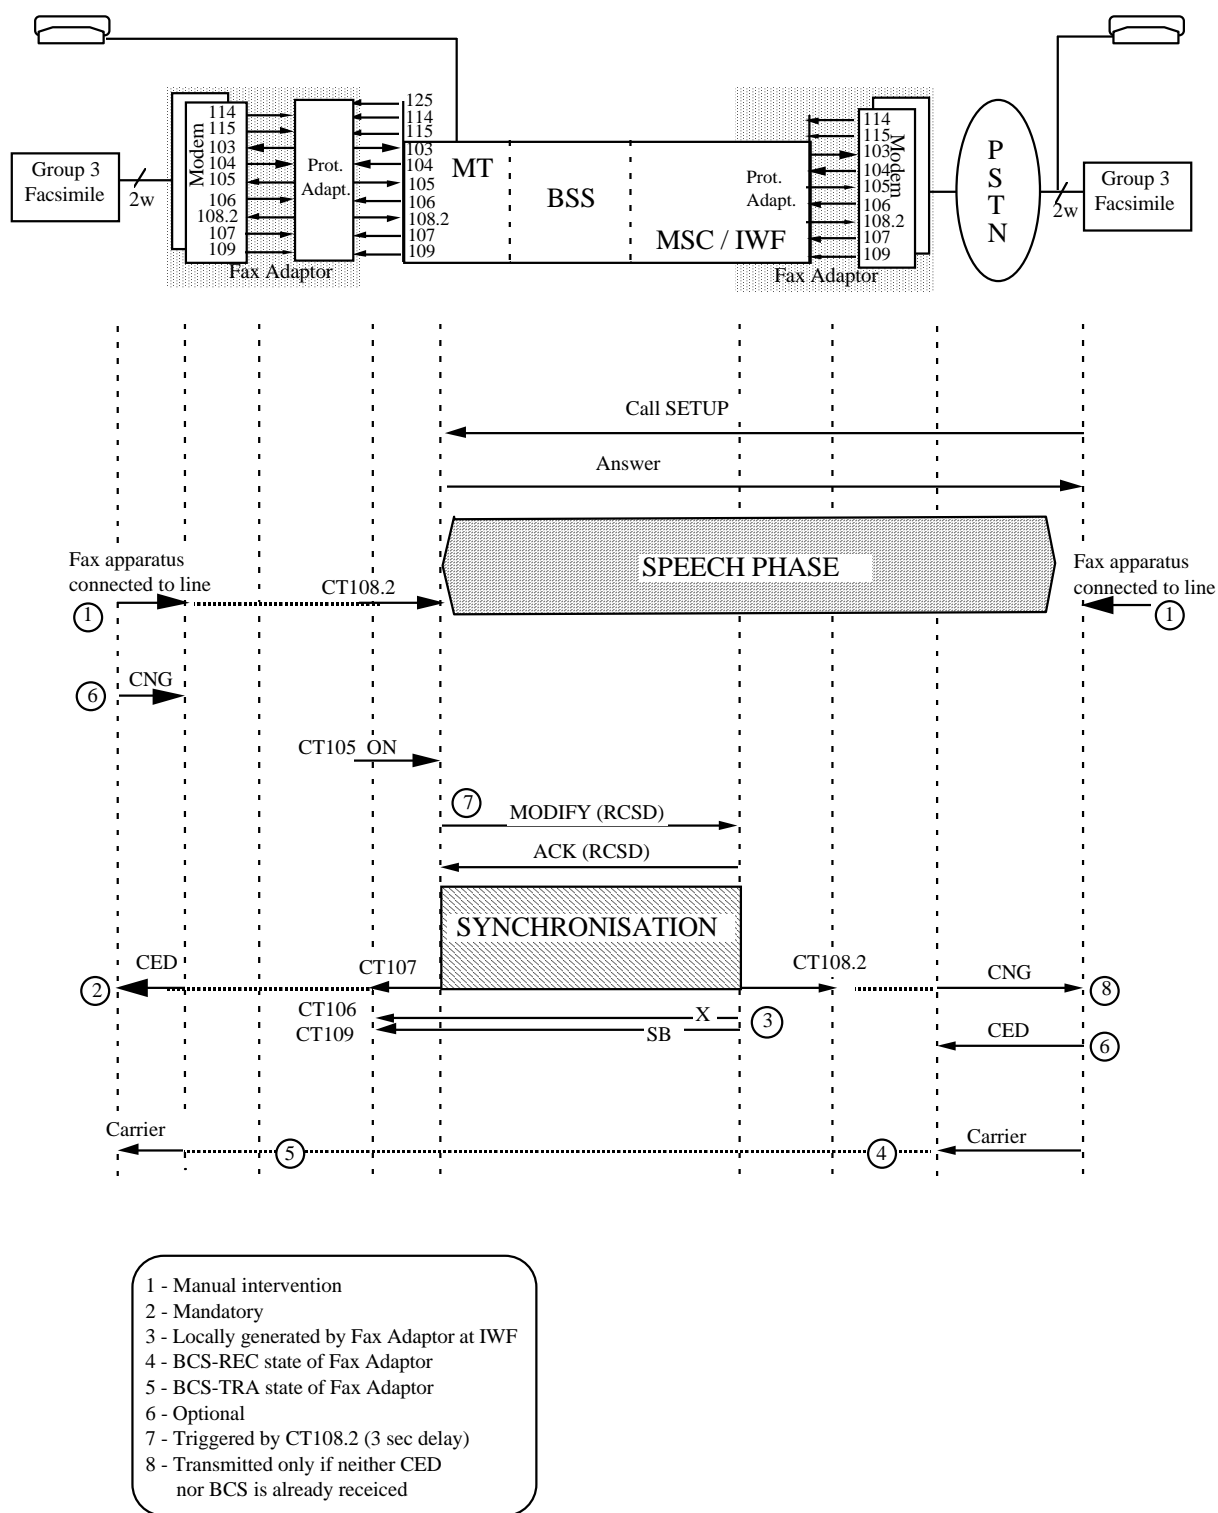 125
114
115
103
104
105
106
108.2
107
109
Modem
Prot.
Adapt.
114
115
103
104
105
106
108.2
107
109
Group 3
Facsimile
2w
Fax Adaptor
MT
BSS
MSC / IWF
Prot.
Adapt.
114
115
103
104
105
106
108.2
107
109
Modem
Fax Adaptor
P
S
T
N
2w
Group 3
Facsimile
Call SETUP
Answer
SPEECH PHASE
Fax apparatus
connected to line
1
CT108.2
Fax apparatus
connected to line
1
6
CNG
CT105 ON
7
MODIFY (RCSD)
ACK (RCSD)
SYNCHRONISATION
2
CED
CT107
CT108.2
CNG
8
CT106
X
3
CT109
SB
CED
6
Carrier
5
4
Carrier
1 - Manual intervention
2 - Mandatory
3 - Locally generated by Fax Adaptor at IWF
4 - BCS-REC state of Fax Adaptor
5 - BCS-TRA state of Fax Adaptor
6 - Optional
7 - Triggered by CT108.2 (3 sec delay)
8 - Transmitted only if neither CED
nor BCS is already receiced